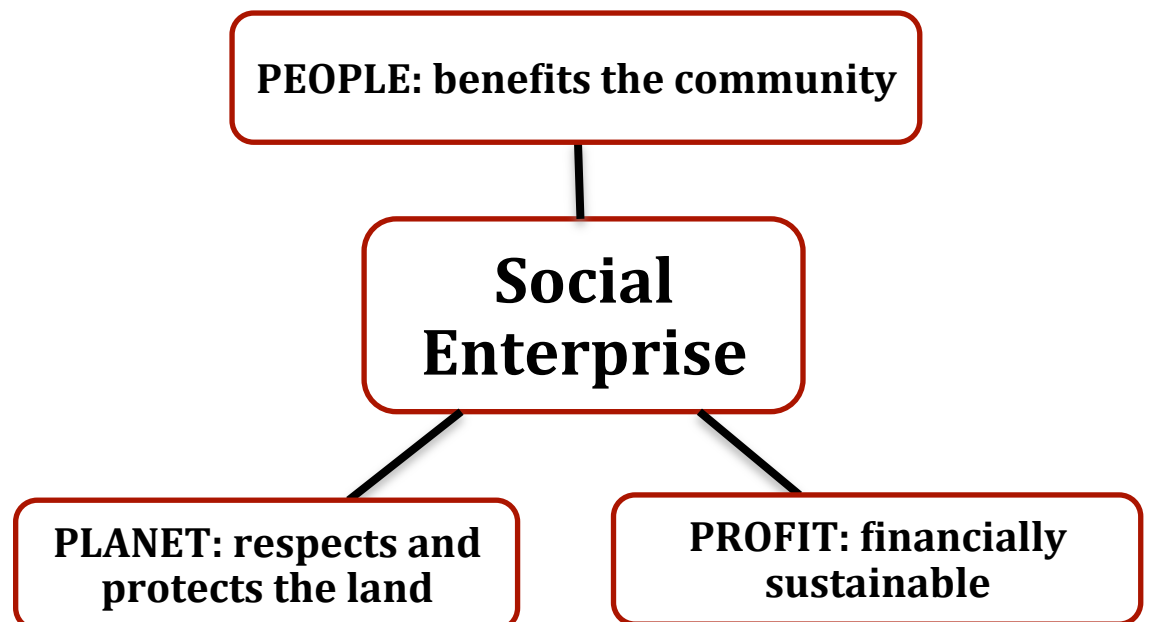 PEOPLE: benefits the community
Social
Enterprise
PLANET: respects and
protects the land
PROFIT: financially
sustainable